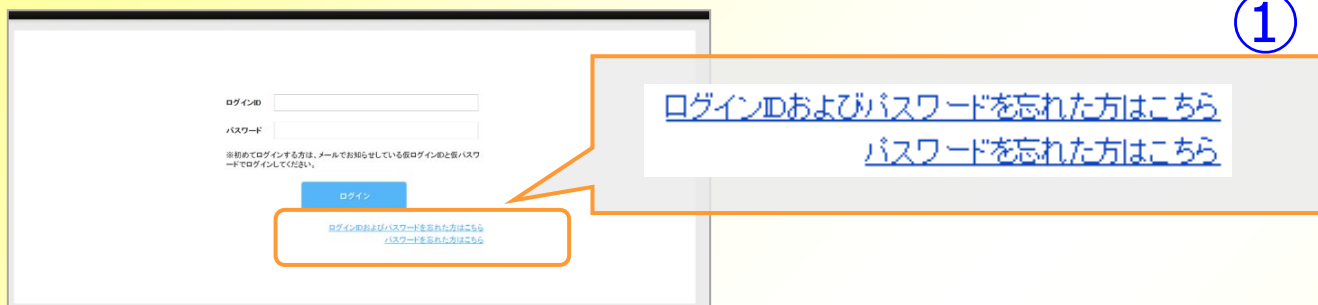 ①
ログインID
パスワード
※初めてログインする方は、メールでお知らせしている仮ログインIDと仮パスワ
ードでログインしてください。
ログイン
ログインIDおよびパスワードを忘れた方はこちら
パスワードを忘れた方はこちら
ログインIDおよびパスワードを忘れた方はこちら
パスワードを忘れた方はこちら